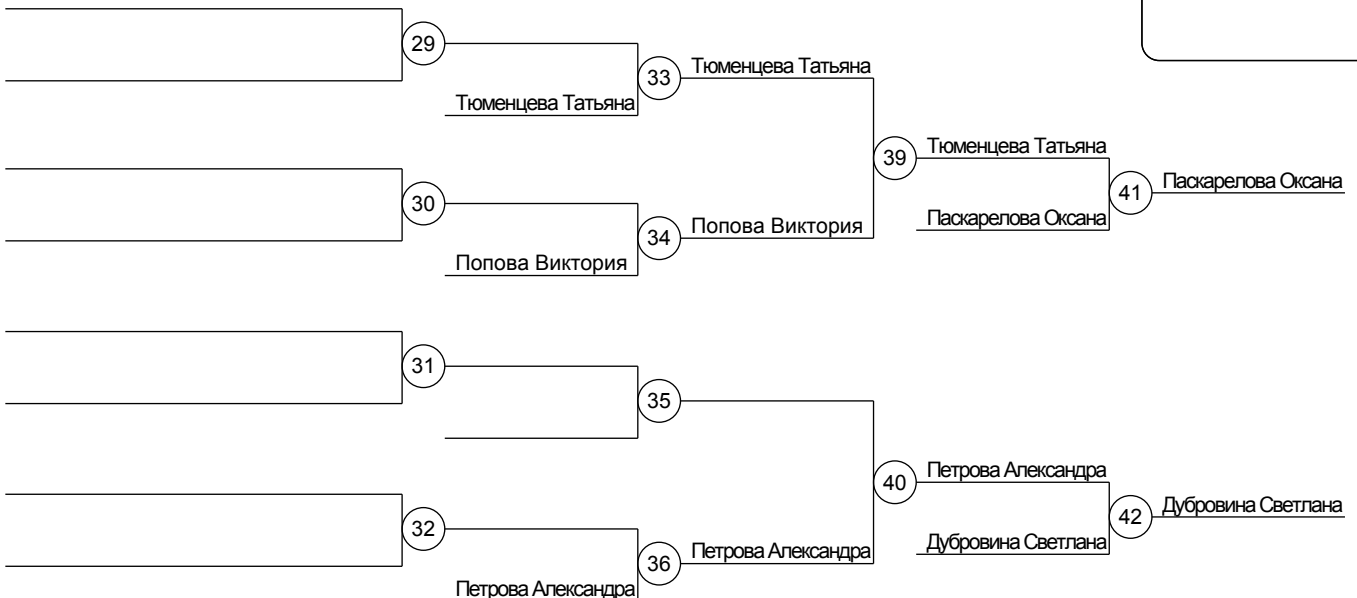 29
33
Тюменцева Татьяна
Тюменцева Татьяна
39
Тюменцева Татьяна
41
Паскарелова Оксана
30
34
Попова Виктория
Паскарелова Оксана
Попова Виктория
31
35
40
Петрова Александра
42
Дубровина Светлана
32
36
Петрова Александра
Дубровина Светлана
Петрова Александра